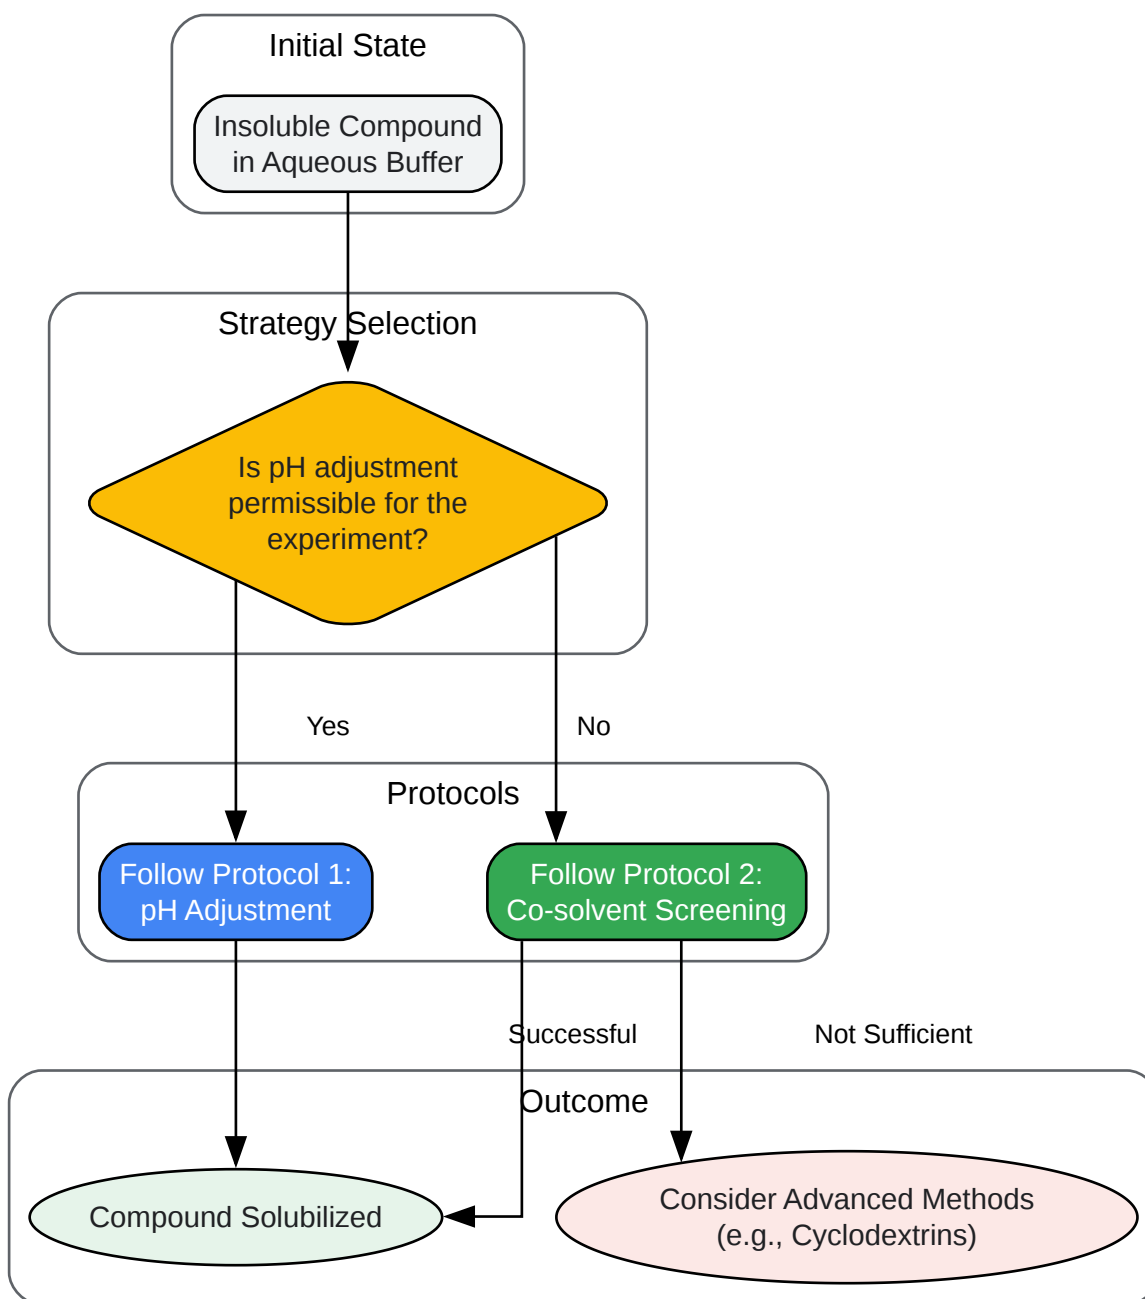 Initial State
Insoluble Compound
in Aqueous Buffer
Strategy Selection
Is pH adjustment
permissible for the
experiment?
Yes
No
Protocols
Follow Protocol 1:
pH Adjustment
Follow Protocol 2:
Co-solvent Screening
Successful
Not Sufficient
Outcome
Compound Solubilized
Consider Advanced Methods
(e.g., Cyclodextrins)